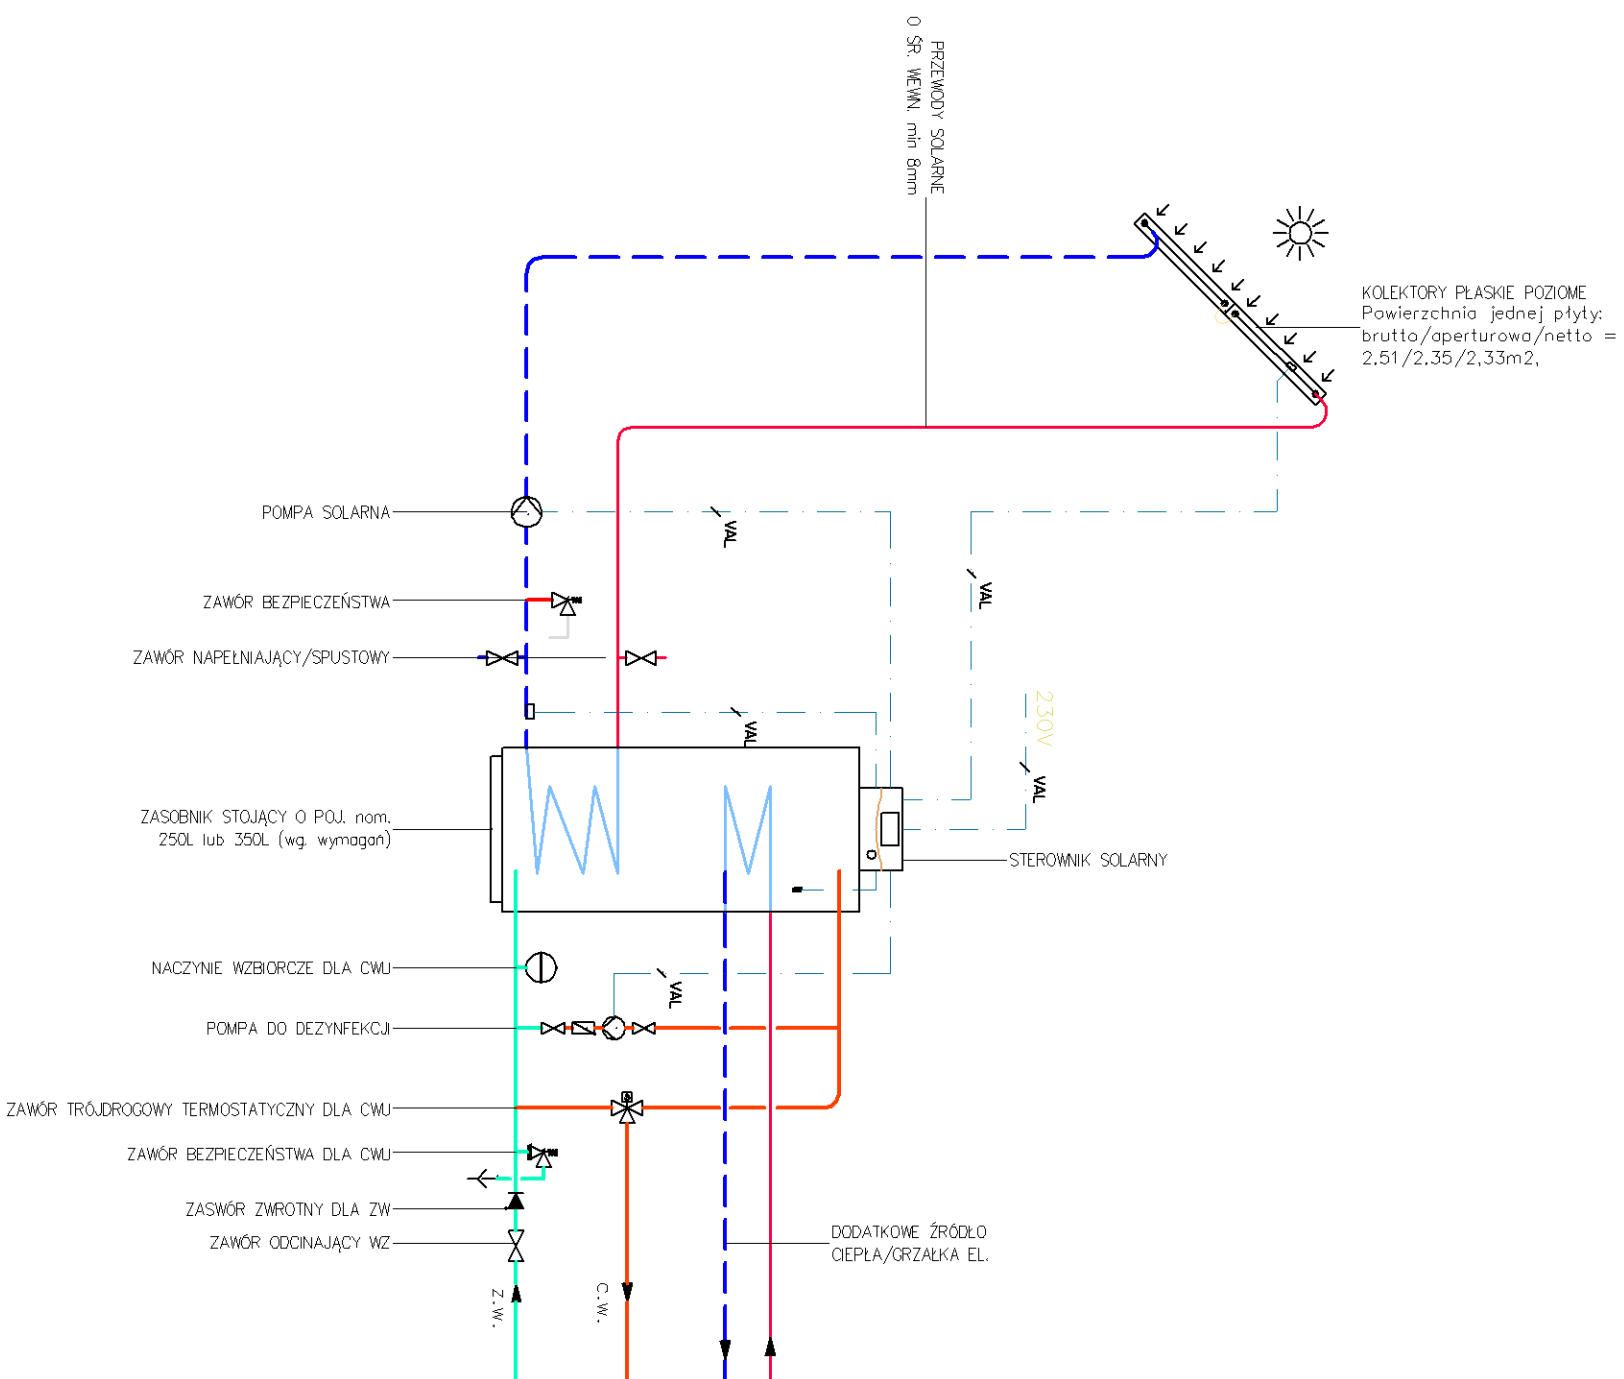 PRZEWODY SOLARNE
O ŚR. WEWN. min 8mm
KOLEKTORY PŁASKIE POZIOME
Powierzchnia jednej płyty:
brutto/aperturowa/netto =
2.51/2.35/2,33m2,
POMPA SOLARNA
VAL
ZAWÓR BEZPIECZEŃSTWA
VAL
ZAWÓR NAPEŁNIAJĄCY/SPUSTOWY
VAL
230V
VAL
ZASOBNIK STOJĄCY O POJ. nom.
250L lub 350L (wg. wymagań)
STEROWNIK SOLARNY
NACZYNIE WZBIORCZE DLA CWU
VAL
POMPA DO DEZYNFEKCJI
ZAWÓR TRÓJDROGOWY TERMOSTATYCZNY DLA CWU
ZAWÓR BEZPIECZEŃSTWA DLA CWU
ZASWÓR ZWROTNY DLA ZW
ZAWÓR ODCINAJĄCY WZ
DODATKOWE ŹRÓDŁO
CIEPŁA/GRZAŁKA EL.
Z.W.
C.W.